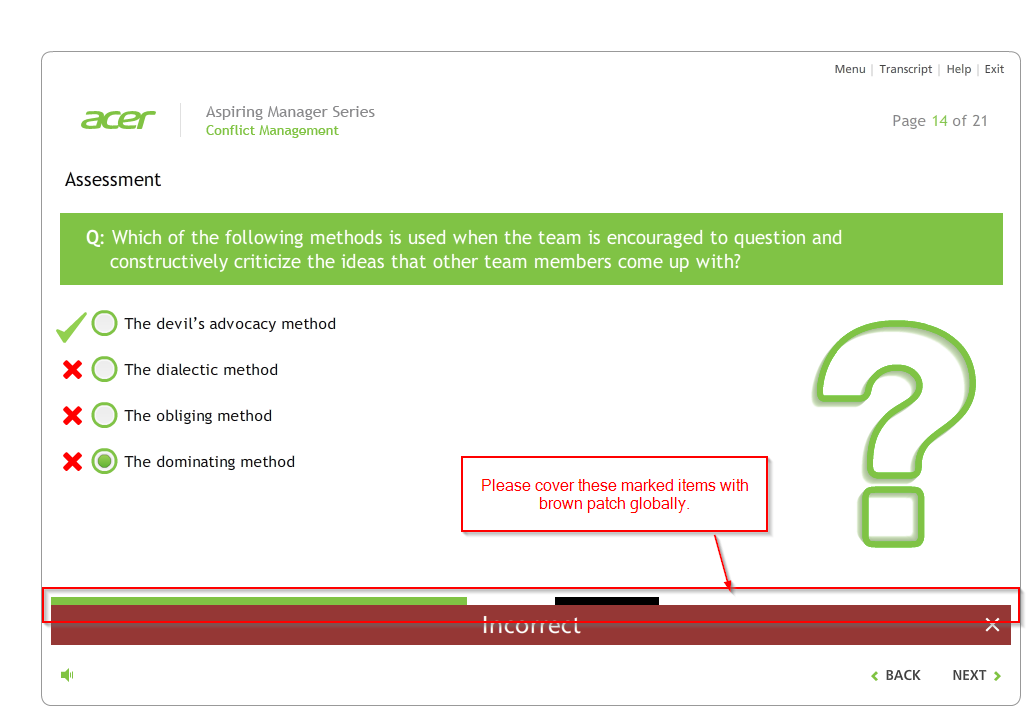 Menu | Transcript | Help | Exit
acer
Aspiring Manager Series
Conflict Management
Page 14 of 21
Assessment
Q: Which of the following methods is used when the team is encouraged to question and
constructively criticize the ideas that other team members come up with?
The devil’s advocacy method
The dialectic method
The obliging method
The dominating method
Please cover these marked items with
brown patch globally.
Incorrect
BACK
NEXT